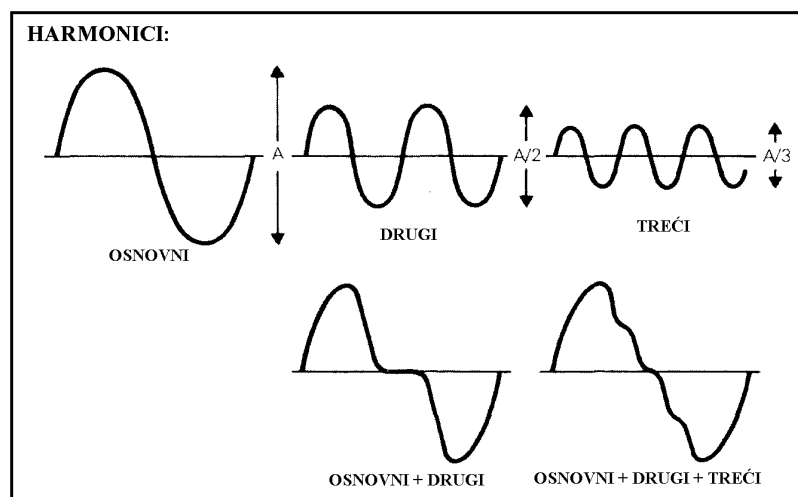 HARMONICI:
A
A/2
A/3
OSNOVNI
DRUGI
TREĆI
OSNOVNI + DRUGI
OSNOVNI + DRUGI + TREĆI